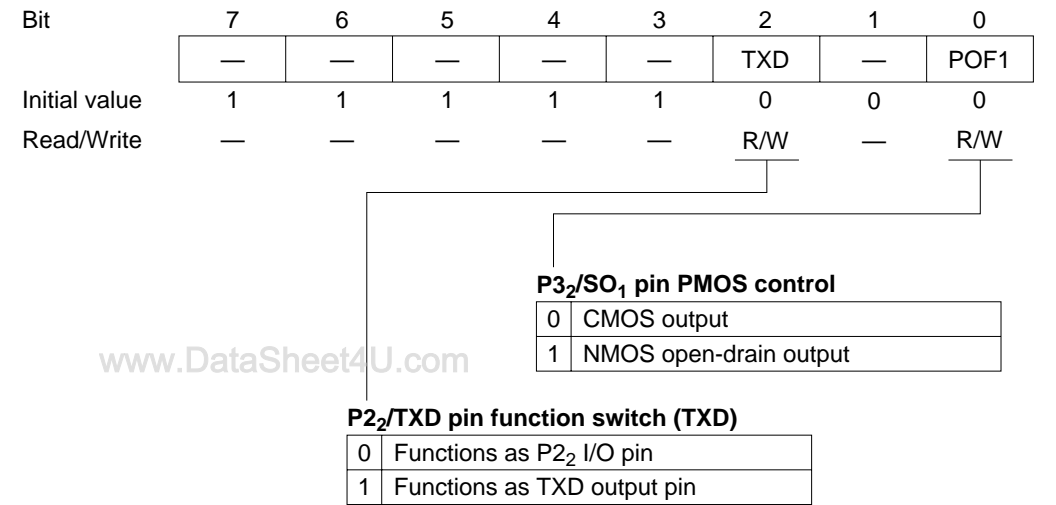 Bit 7 6 5 4 3 2 1 0
— — — — — TXD — POF1
Initial value 1 1 1 1 1 0 0 0
Read/Write — — — — — R/W — R/W
P3₂/SO₁ pin PMOS control
0 CMOS output
1 NMOS open-drain output
www.DataSheet4U.com
P2₂/TXD pin function switch (TXD)
0 Functions as P2₂ I/O pin
1 Functions as TXD output pin